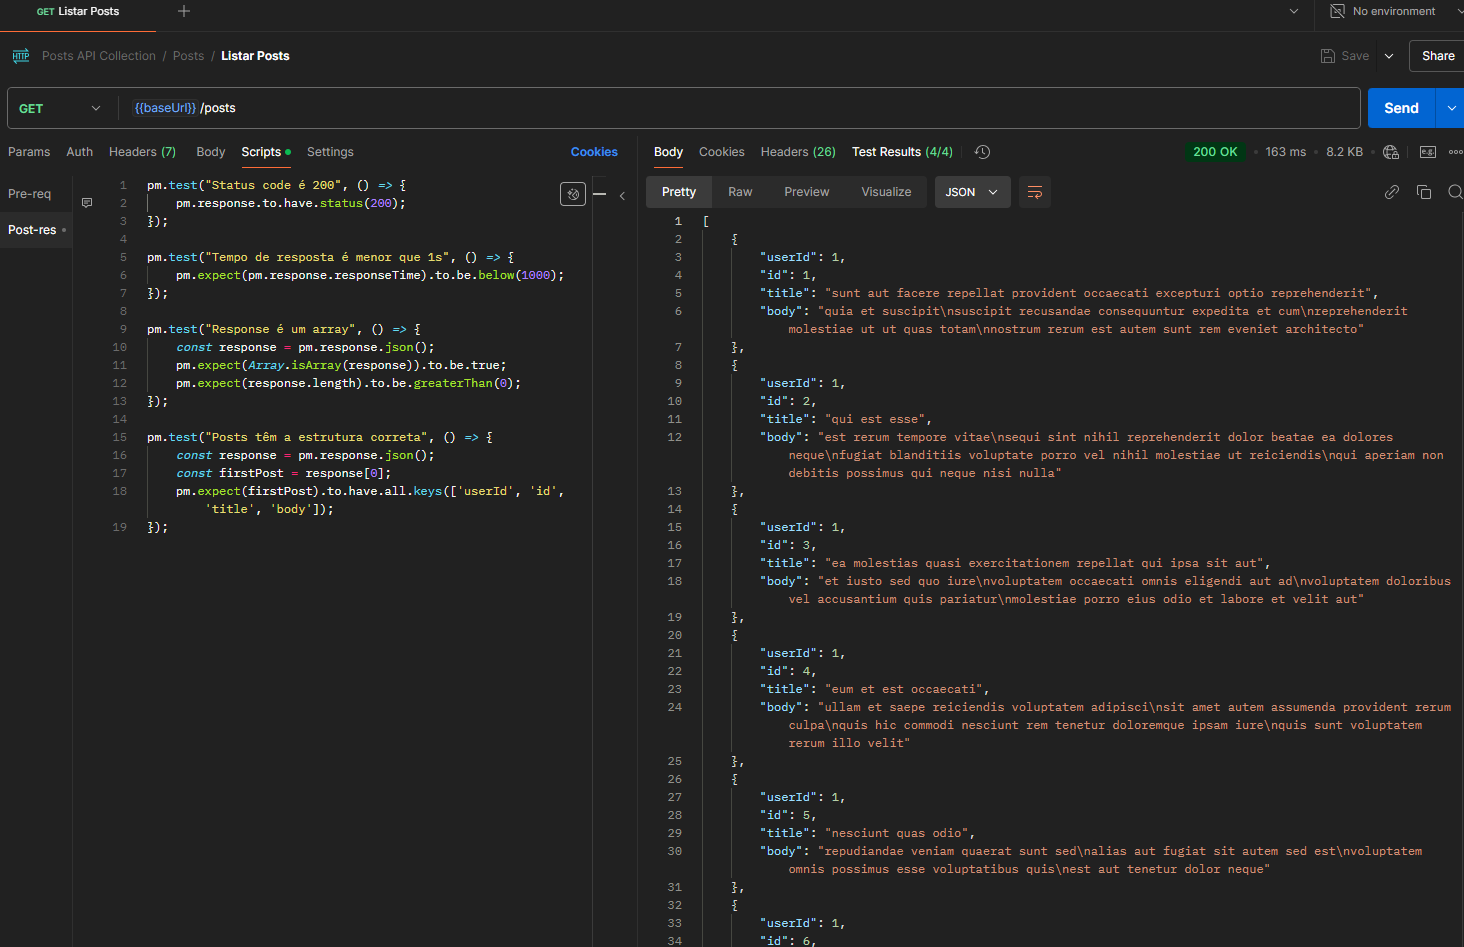 GET Listar Posts
No environment
HTTP Posts API Collection / Posts / Listar Posts
Save
Share
GET
{{baseUrl}} /posts
Send
Params Auth Headers (7) Body Scripts Settings Cookies
Pre-req
Post-res
1 pm.test("Status code é 200", () => {
2 pm.response.to.have.status(200);
3 });
4
5 pm.test("Tempo de resposta é menor que 1s", () => {
6 pm.expect(pm.response.responseTime).to.be.below(1000);
7 });
8
9 pm.test("Response é um array", () => {
10 const response = pm.response.json();
11 pm.expect(Array.isArray(response)).to.be.true;
12 pm.expect(response.length).to.be.greaterThan(0);
13 });
14
15 pm.test("Posts têm a estrutura correta", () => {
16 const response = pm.response.json();
17 const firstPost = response[0];
18 pm.expect(firstPost).to.have.all.keys(['userId', 'id',
'title', 'body']);
19 });
Body Cookies Headers (26) Test Results (4/4)
200 OK 163 ms 8.2 KB
e.g.
Pretty Raw Preview Visualize JSON
1 [
2 {
3 "userId": 1,
4 "id": 1,
5 "title": "sunt aut facere repellat provident occaecati excepturi optio reprehenderit",
6 "body": "quia et suscipit\nsuscipit recusandae consequuntur expedita et cum\nreprehenderit
molestiae ut ut quas totam\nnostrum rerum est autem sunt rem eveniet architecto"
7 },
8 {
9 "userId": 1,
10 "id": 2,
11 "title": "qui est esse",
12 "body": "est rerum tempore vitae\nsequi sint nihil reprehenderit dolor beatae ea dolores
neque\nfugiat blanditiis voluptate porro vel nihil molestiae ut reiciendis\nqui aperiam non
debitis possimus qui neque nisi nulla"
13 },
14 {
15 "userId": 1,
16 "id": 3,
17 "title": "ea molestias quasi exercitationem repellat qui ipsa sit aut",
18 "body": "et iusto sed quo iure\nvoluptatem occaecati omnis eligendi aut ad\nvoluptatem doloribus
vel accusantium quis pariatur\nmolestiae porro eius odio et labore et velit aut"
19 },
20 {
21 "userId": 1,
22 "id": 4,
23 "title": "eum et est occaecati",
24 "body": "ullam et saepe reiciendis voluptatem adipisci\nsit amet autem assumenda provident rerum
culpa\nquis hic commodi nesciunt rem tenetur doloremque ipsam iure\nquis sunt voluptatem
rerum illo velit"
25 },
26 {
27 "userId": 1,
28 "id": 5,
29 "title": "nesciunt quas odio",
30 "body": "repudiandae veniam quaerat sunt sed\nalias aut fugiat sit autem sed est\nvoluptatem
omnis possimus esse voluptatibus quis\nest aut tenetur dolor neque"
31 },
32 {
33 "userId": 1,
34 "id": 6,